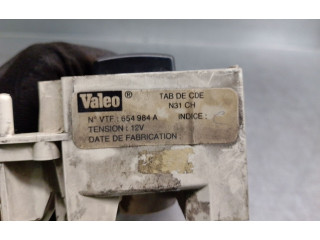 Valeo ® TAB DE CDE
N31 CH
N° VTF : 654 984 A INDICE : C
TENSION : 12V
DATE DE FABRICATION